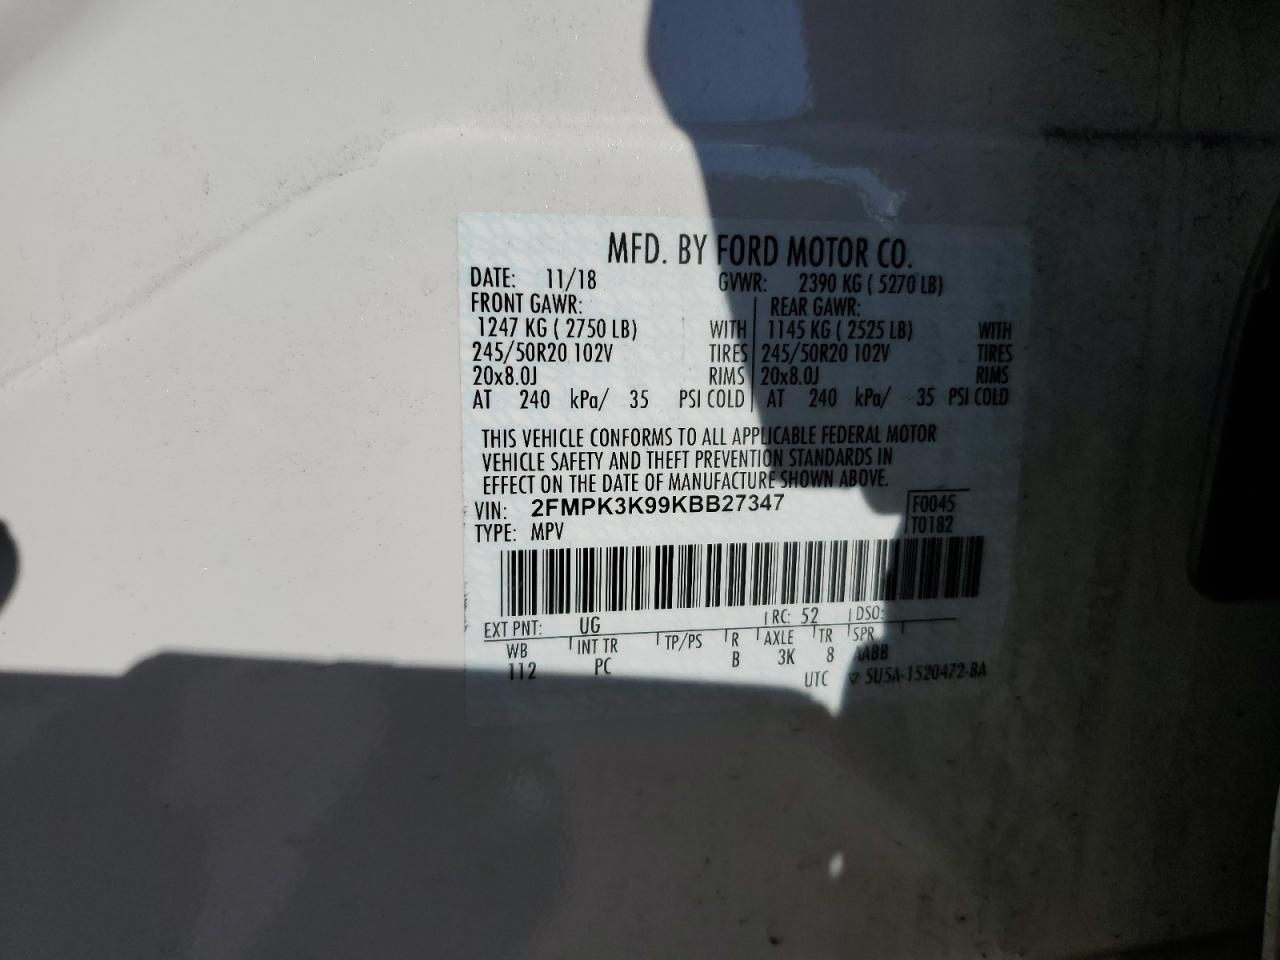 MFD. BY FORD MOTOR CO.
DATE: 11/18 GVWR: 2390 KG ( 5270 LB)
FRONT GAWR: REAR GAWR:
1247 KG ( 2750 LB) WITH 1145 KG ( 2525 LB) WITH
245/50R20 102V TIRES 245/50R20 102V TIRES
20x8.0J RIMS 20x8.0J RIMS
AT 240 kPa/ 35 PSI COLD AT 240 kPa/ 35 PSI COLD
THIS VEHICLE CONFORMS TO ALL APPLICABLE FEDERAL MOTOR
VEHICLE SAFETY AND THEFT PREVENTION STANDARDS IN
EFFECT ON THE DATE OF MANUFACTURE SHOWN ABOVE.
VIN: 2FMPK3K99KBB27347 F0045
TYPE: MPV T0182
EXT PNT: UG RC: 52 DSO:
WB INT TR TP/PS R AXLE TR SPR
112 PC B 3K 8 AABB
UTC 5U5A-1520472-BA